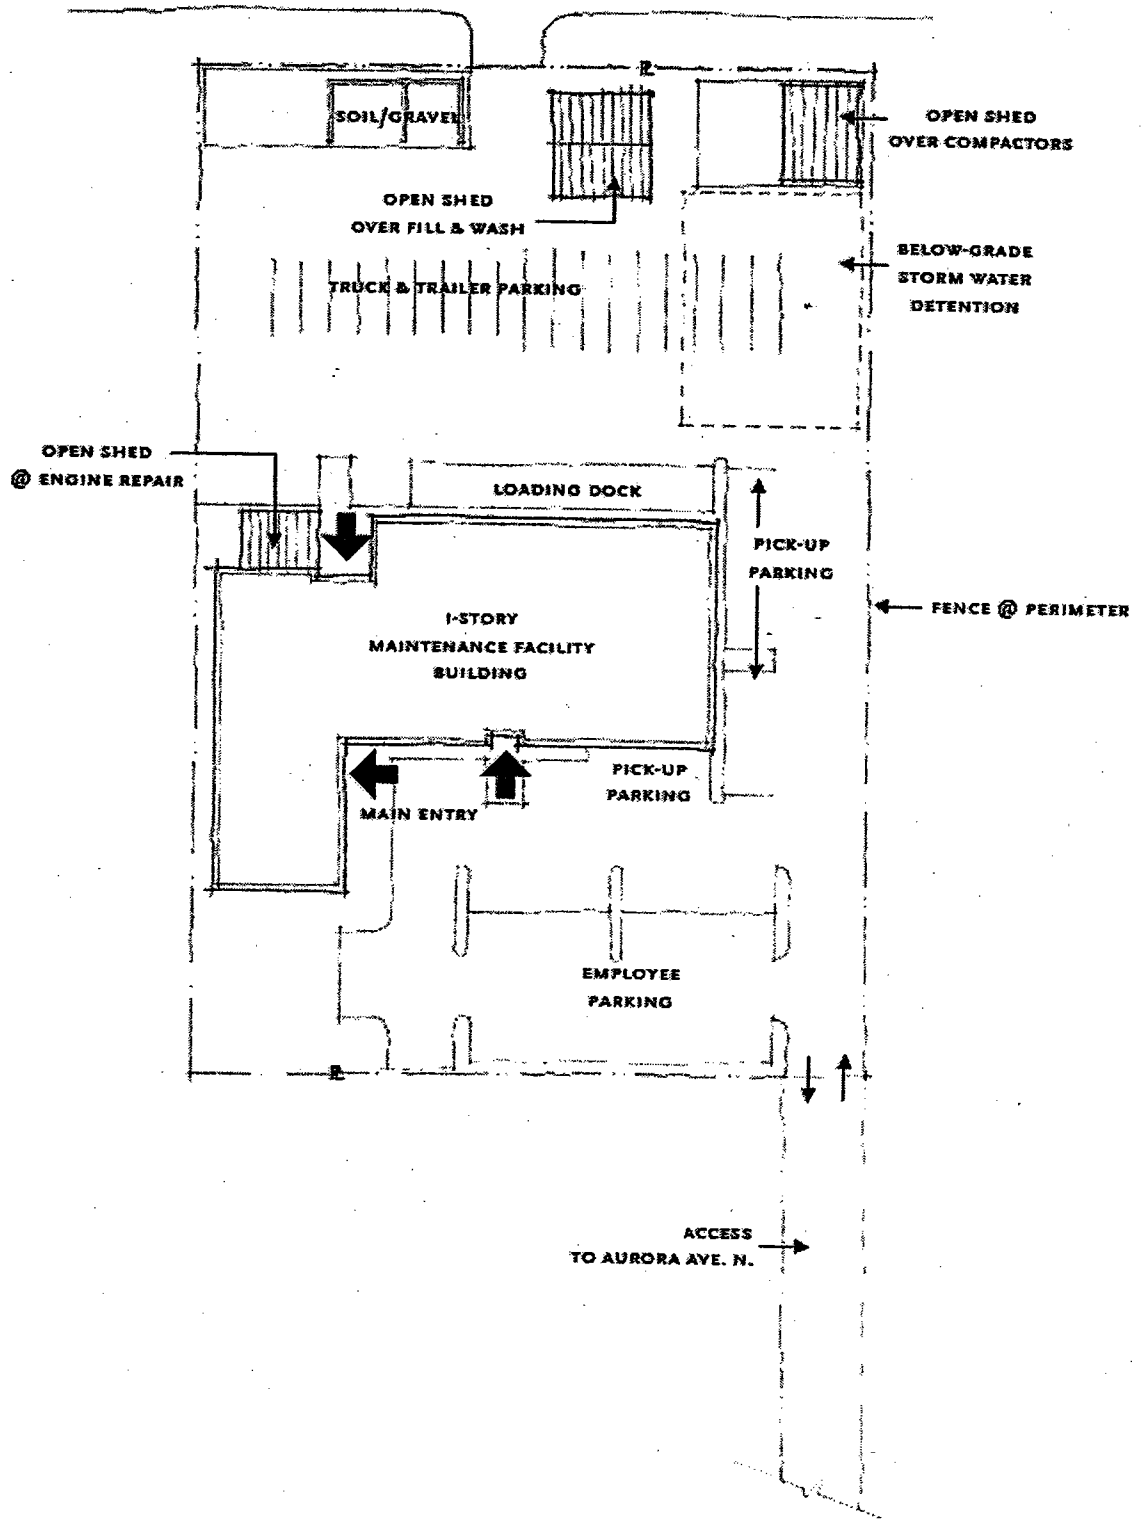 PL
SOIL/GRAVEL
OPEN SHED
OVER COMPACTORS
OPEN SHED
OVER FILL & WASH
BELOW-GRADE
STORM WATER
DETENTION
TRUCK & TRAILER PARKING
OPEN SHED
@ ENGINE REPAIR
LOADING DOCK
PICK-UP
PARKING
FENCE @ PERIMETER
1-STORY
MAINTENANCE FACILITY
BUILDING
PICK-UP
PARKING
MAIN ENTRY
EMPLOYEE
PARKING
PL
ACCESS
TO AURORA AVE. N.